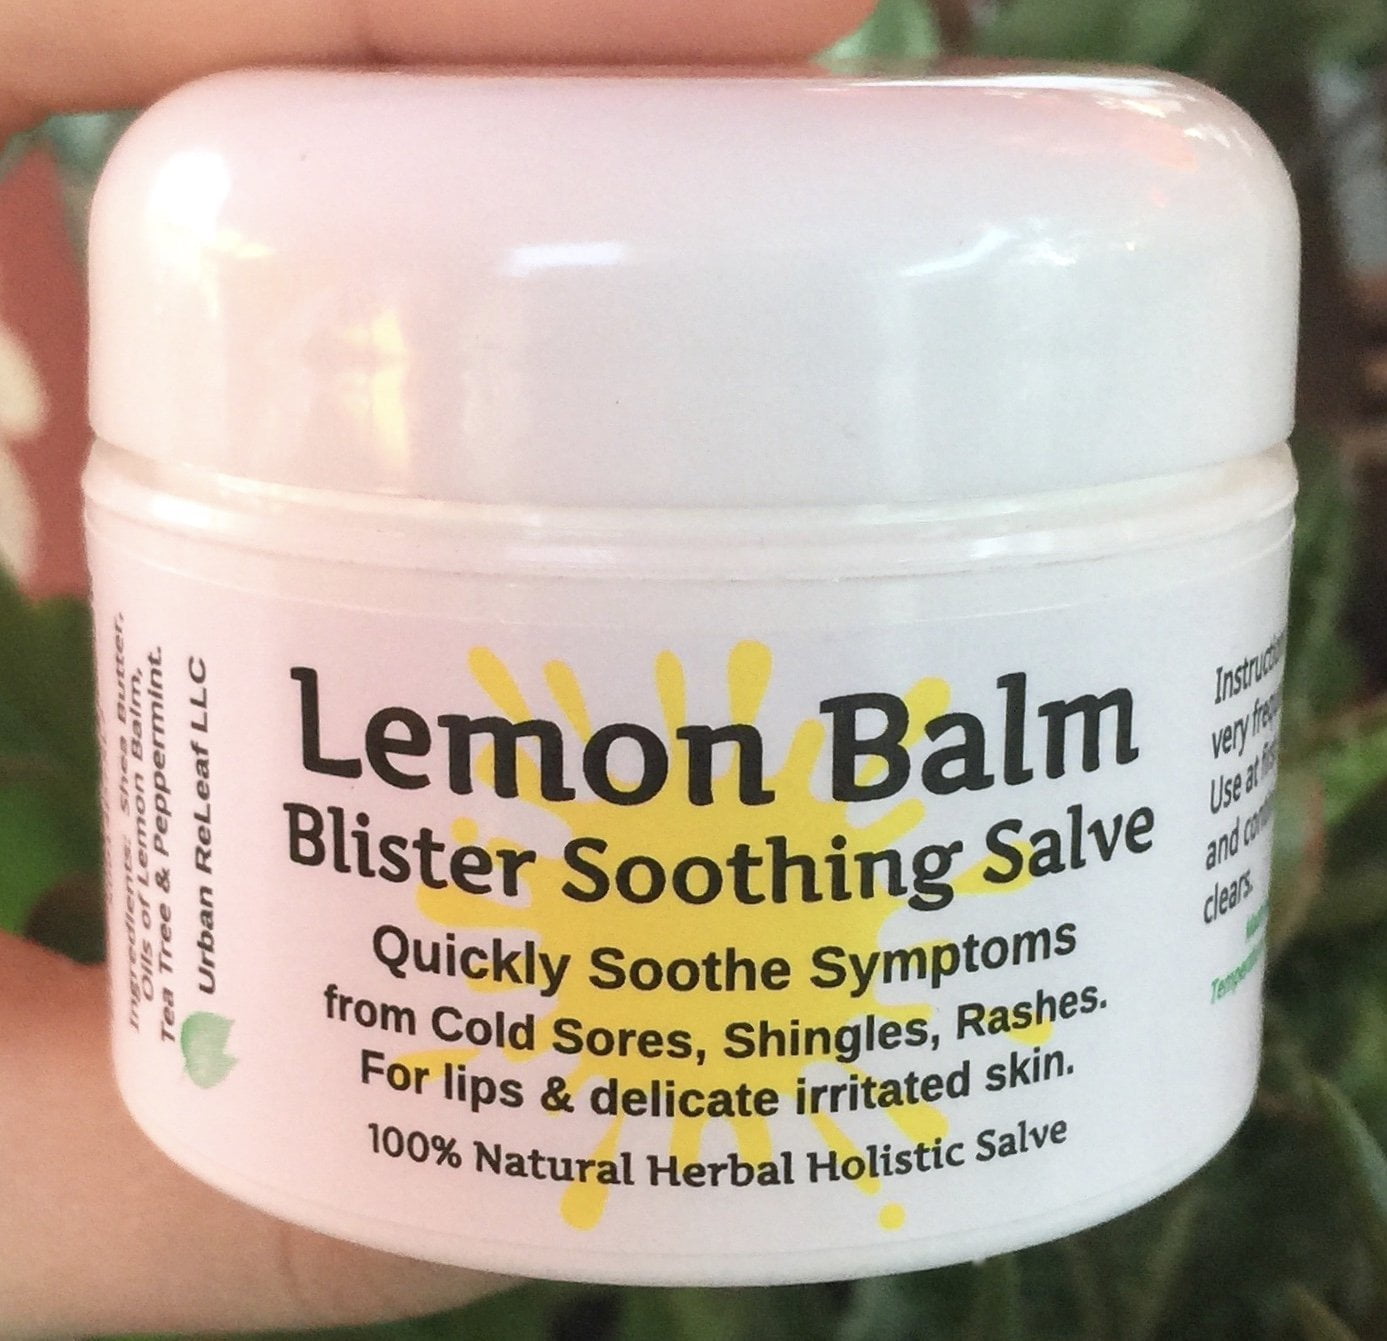 Lemon Balm
Blister Soothing Salve
Quickly Soothe Symptoms
from Cold Sores, Shingles, Rashes.
For lips & delicate irritated skin.
100% Natural Herbal Holistic Salve
Ingredients: Shea Butter,
Oils of Lemon Balm,
Tea Tree & Peppermint.
Urban ReLeaf LLC
very
Use at
and
clears.